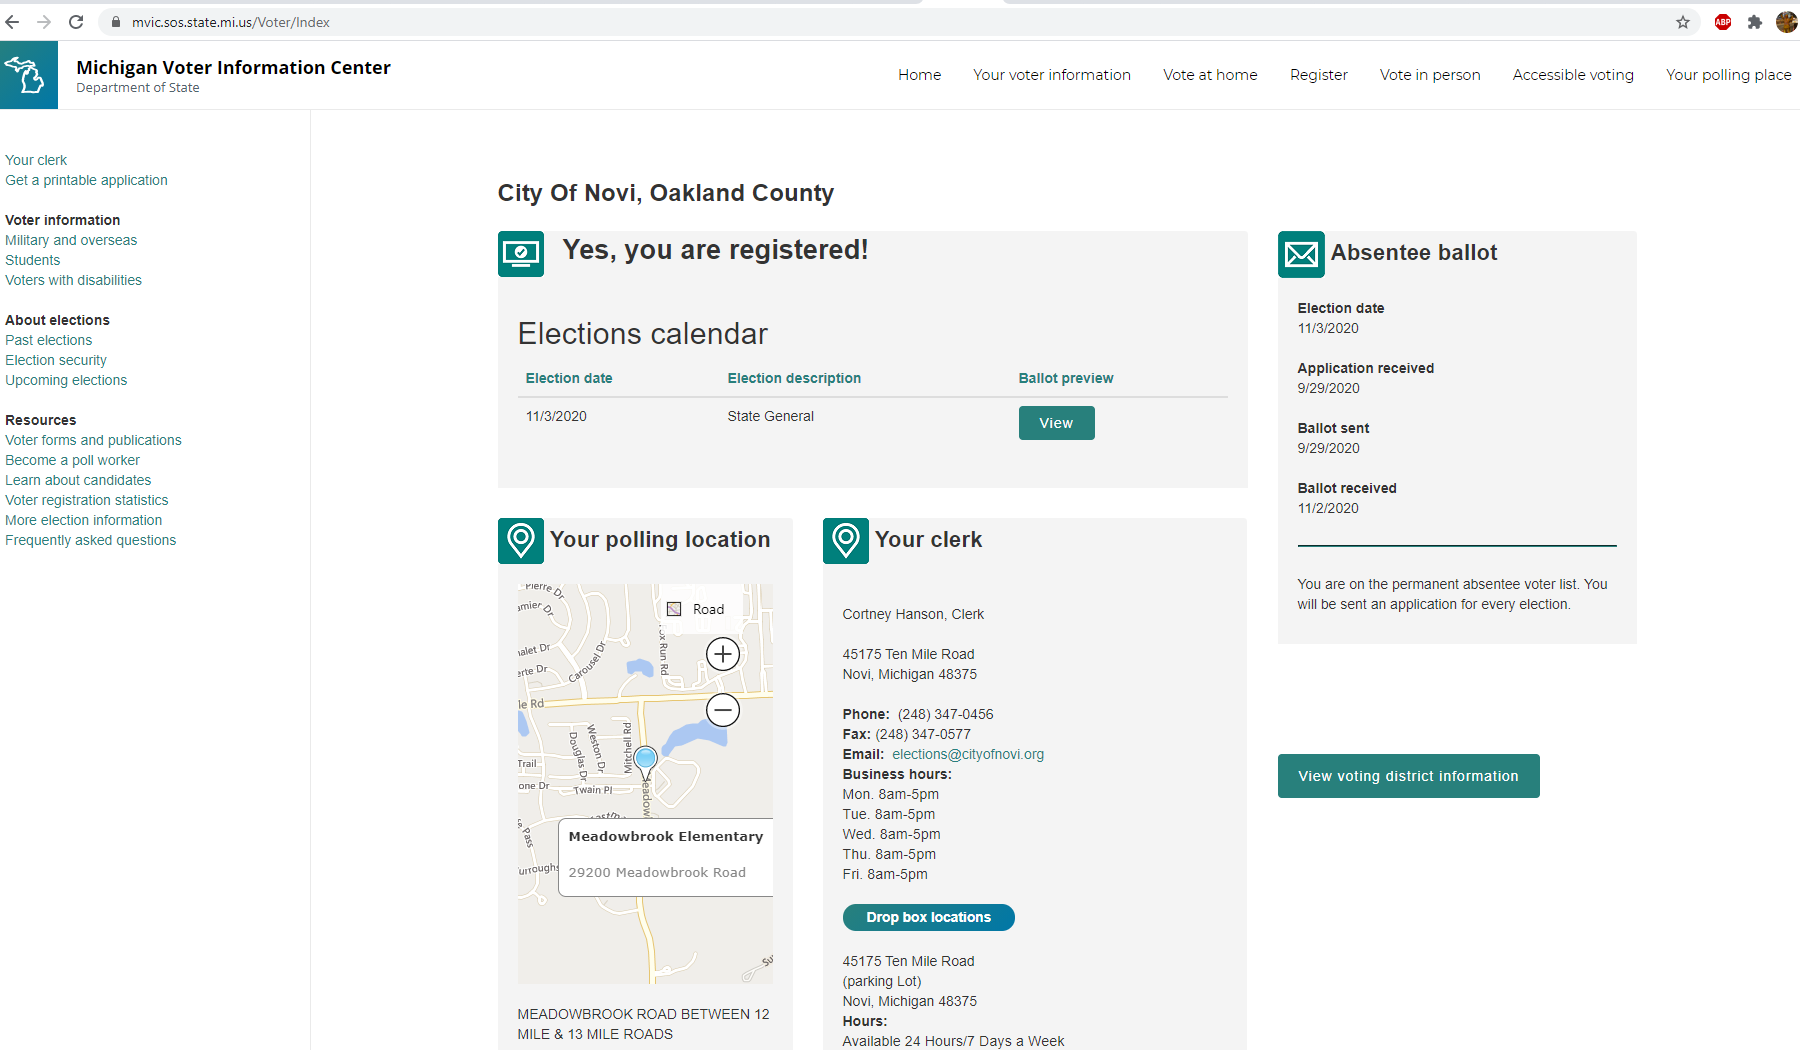 mvic.sos.state.mi.us/Voter/Index
ABP
Michigan Voter Information Center
Department of State
Home
Your voter information
Vote at home
Register
Vote in person
Accessible voting
Your polling place
Your clerk
Get a printable application
Voter information
Military and overseas
Students
Voters with disabilities
About elections
Past elections
Election security
Upcoming elections
Resources
Voter forms and publications
Become a poll worker
Learn about candidates
Voter registration statistics
More election information
Frequently asked questions
City Of Novi, Oakland County
Yes, you are registered!
Elections calendar
Election date Election description Ballot preview
11/3/2020 State General View
Your polling location
Pierre Dr
Road
Carousel Dr
Run Rd
le Rd
Weston Dr
Douglas Dr
Mitchell Rd
Trail
one Dr
Twain Pl
Pass
Meadowbrook Elementary
29200 Meadowbrook Road
MEADOWBROOK ROAD BETWEEN 12
MILE & 13 MILE ROADS
Your clerk
Cortney Hanson, Clerk
45175 Ten Mile Road
Novi, Michigan 48375
Phone: (248) 347-0456
Fax: (248) 347-0577
Email: elections@cityofnovi.org
Business hours:
Mon. 8am-5pm
Tue. 8am-5pm
Wed. 8am-5pm
Thu. 8am-5pm
Fri. 8am-5pm
Drop box locations
45175 Ten Mile Road
(parking Lot)
Novi, Michigan 48375
Hours:
Available 24 Hours/7 Days a Week
Absentee ballot
Election date
11/3/2020
Application received
9/29/2020
Ballot sent
9/29/2020
Ballot received
11/2/2020
You are on the permanent absentee voter list. You
will be sent an application for every election.
View voting district information